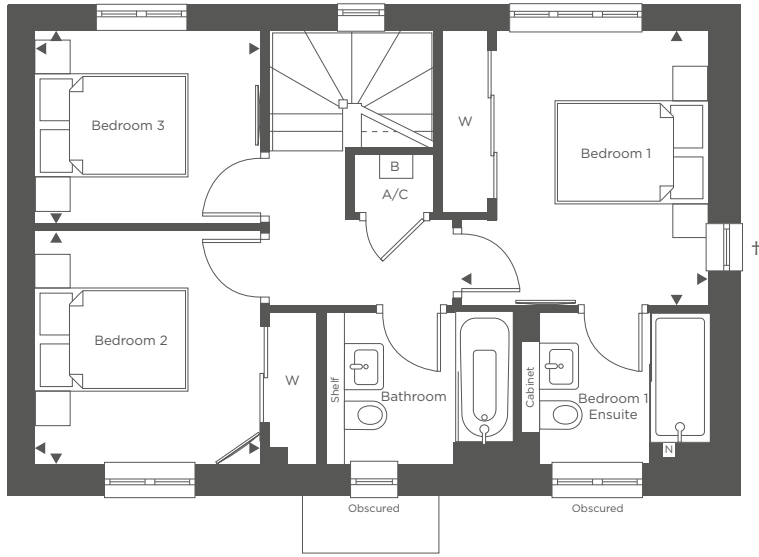 Bedroom 3
W
B
A/C
Bedroom 1
†
Bedroom 2
W
Shelf
Bathroom
Cabinet
Bedroom 1
Ensuite
N
Obscured
Obscured